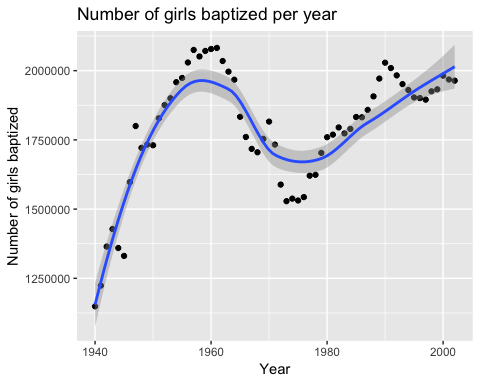 Number of girls baptized per year
Number of girls baptized
2000000
1750000
1500000
1250000
1940
1960
1980
2000
Year